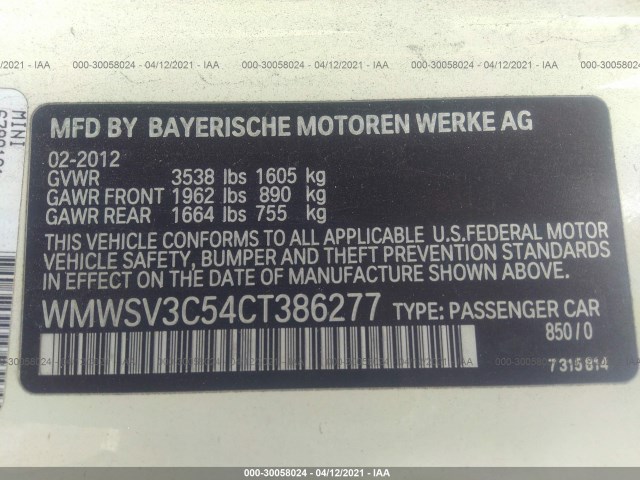 000-30058024 - 04/12/2021 - IAA
MINI
MFD BY BAYERISCHE MOTOREN WERKE AG
02-2012
GVWR 3538 lbs 1605 kg
GAWR FRONT 1962 lbs 890 kg
GAWR REAR 1664 lbs 755 kg
THIS VEHICLE CONFORMS TO ALL APPLICABLE U.S.FEDERAL MOTOR
VEHICLE SAFETY, BUMPER AND THEFT PREVENTION STANDARDS
IN EFFECT ON THE DATE OF MANUFACTURE SHOWN ABOVE.
WMWSV3C54CT386277 TYPE: PASSENGER CAR
850/0
7 315 814
000-30058024 - 04/12/2021 - IAA